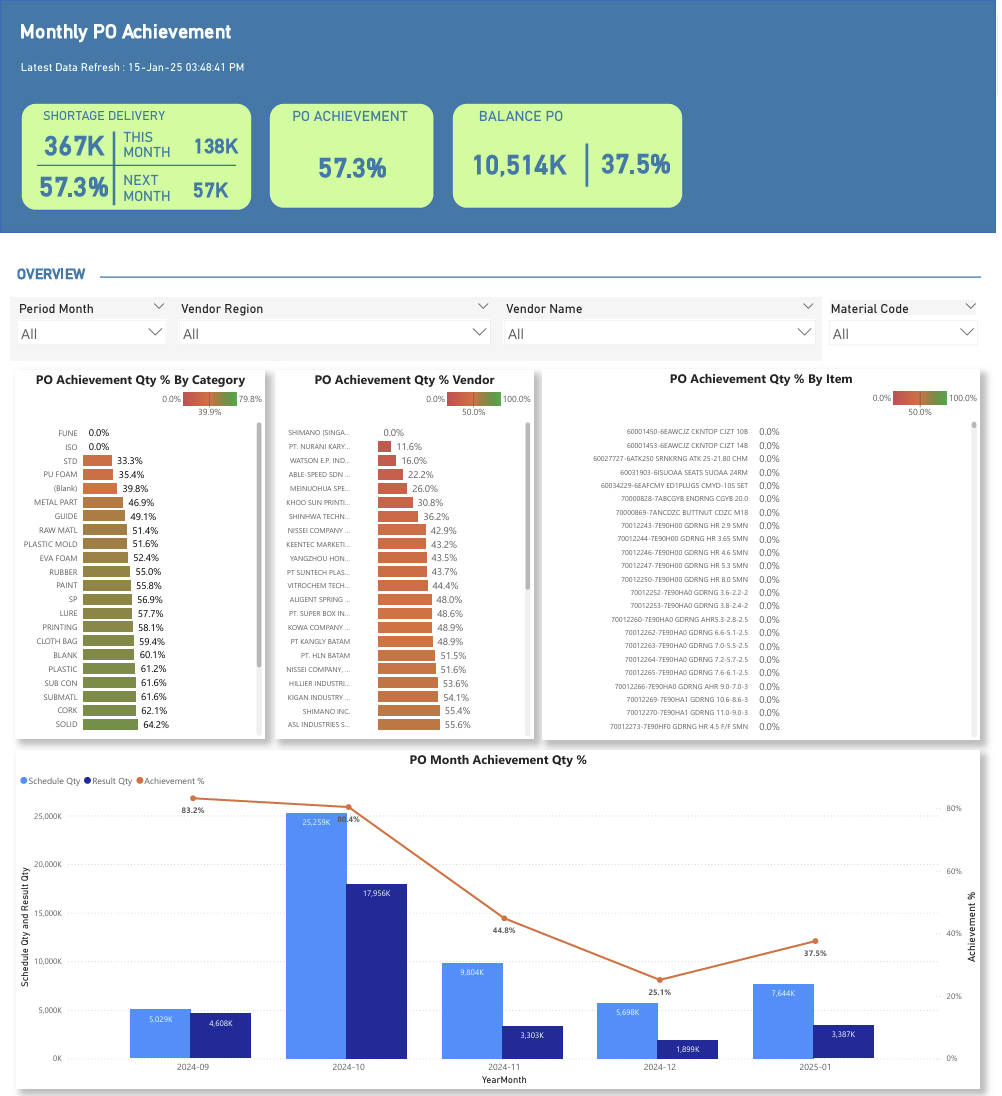 Monthly PO Achievement
Latest Data Refresh : 15-Jan-25 03:48:41 PM
SHORTAGE DELIVERY
367K
THIS MONTH
138K
57.3%
NEXT MONTH
57K
PO ACHIEVEMENT
57.3%
BALANCE PO
10,514K
37.5%
OVERVIEW
Period Month
All
Vendor Region
All
Vendor Name
All
Material Code
All
PO Achievement Qty % By Category
0.0% 79.8%
39.9%
FUNE 0.0%
ISO 0.0%
STD 33.3%
PU FOAM 35.4%
(Blank) 39.8%
METAL PART 46.9%
GUIDE 49.1%
RAW MATL 51.4%
PLASTIC MOLD 51.6%
EVA FOAM 52.4%
RUBBER 55.0%
PAINT 55.8%
SP 56.9%
LURE 57.7%
PRINTING 58.1%
CLOTH BAG 59.4%
BLANK 60.1%
PLASTIC 61.2%
SUB CON 61.6%
SUBMATL 61.6%
CORK 62.1%
SOLID 64.2%
PO Achievement Qty % Vendor
0.0% 100.0%
50.0%
SHIMANO (SINGA... 0.0%
PT. NURANI KARY... 11.6%
WATSON E.P. IND... 16.0%
ABLE-SPEED SDN ... 22.2%
MEINUOHUA SPE... 26.0%
KHOO SUN PRINTI... 30.8%
SHINHWA TECHN... 36.2%
NISSEI COMPANY ... 42.9%
KEENTEC MARKETI... 43.2%
YANGZHOU HON... 43.5%
PT SUNTECH PLAS... 43.7%
VITROCHEM TECH... 44.4%
AUGENT SPRING ... 48.0%
PT. SUPER BOX IN... 48.6%
KOWA COMPANY ... 48.9%
PT KANGLY BATAM 48.9%
PT. HLN BATAM 51.5%
NISSEI COMPANY, ... 51.6%
HILLIER INDUSTRI... 53.6%
KIGAN INDUSTRY ... 54.1%
SHIMANO INC. 55.4%
ASL INDUSTRIES S... 55.6%
PO Achievement Qty % By Item
0.0% 100.0%
50.0%
60001450-6EAWCJZ CKNTOP CJZT 10B 0.0%
60001453-6EAWCJZ CKNTOP CJZT 14B 0.0%
60027727-6ATK250 SRNKRNG ATK 25-21.80 CHM 0.0%
60031903-6ISUOAA SEATS SUOAA 24RM 0.0%
60034229-6EAFCMY ED1PLUGS CMYD-10S SET 0.0%
70000828-7ABCGYB ENDRNG CGYB 20.0 0.0%
70000869-7ANCDZC BUTTNUT CDZC M18 0.0%
70012243-7E90H00 GDRNG HR 2.9 SMN 0.0%
70012244-7E90H00 GDRNG HR 3.65 SMN 0.0%
70012246-7E90H00 GDRNG HR 4.6 SMN 0.0%
70012247-7E90H00 GDRNG HR 5.3 SMN 0.0%
70012250-7E90H00 GDRNG HR 8.0 SMN 0.0%
70012252-7E90HA0 GDRNG 3.6-2.2-2 0.0%
70012253-7E90HA0 GDRNG 3.8-2.4-2 0.0%
70012260-7E90HA0 GDRNG AHR5.3-2.8-2.5 0.0%
70012262-7E90HA0 GDRNG 6.6-5.1-2.5 0.0%
70012263-7E90HA0 GDRNG 7.0-5.5-2.5 0.0%
70012264-7E90HA0 GDRNG 7.2-5.7-2.5 0.0%
70012265-7E90HA0 GDRNG 7.6-6.1-2.5 0.0%
70012266-7E90HA0 GDRNG AHR 9.0-7.0-3 0.0%
70012269-7E90HA1 GDRNG 10.6-8.6-3 0.0%
70012270-7E90HA1 GDRNG 11.0-9.0-3 0.0%
70012273-7E90HF0 GDRNG HR 4.5 F/F SMN 0.0%
PO Month Achievement Qty %
Schedule Qty Result Qty Achievement %
Schedule Qty and Result Qty
25,000K
20,000K
15,000K
10,000K
5,000K
0K
83.2%
80.4%
44.8%
25.1%
37.5%
5,029K
4,608K
25,259K
17,956K
9,804K
3,303K
5,698K
1,899K
7,644K
3,387K
80%
60%
40%
20%
0%
Achievement %
2024-09 2024-10 2024-11 2024-12 2025-01
YearMonth